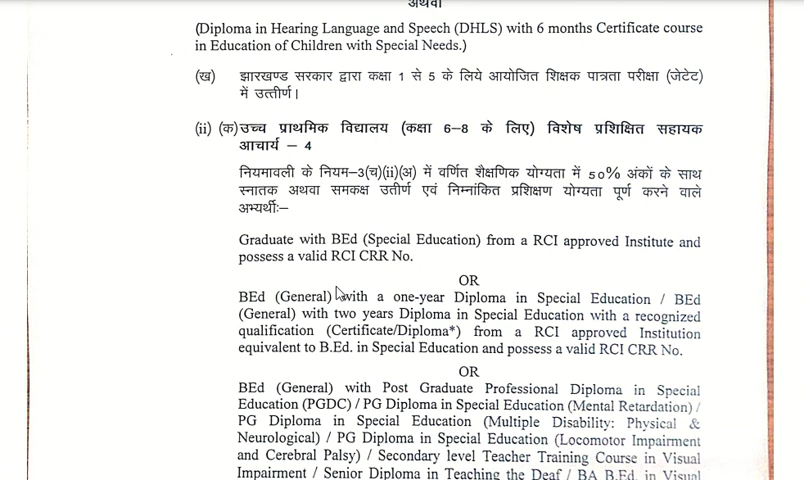 अथवा
(Diploma in Hearing Language and Speech (DHLS) with 6 months Certificate course
in Education of Children with Special Needs.)
(ख) झारखण्ड सरकार द्वारा कक्षा 1 से 5 के लिये आयोजित शिक्षक पात्रता परीक्षा (जेटेट)
में उत्तीर्ण।
(ii) (क) उच्च प्राथमिक विद्यालय (कक्षा 6–8 के लिए) विशेष प्रशिक्षित सहायक
आचार्य – 4
नियमावली के नियम–3(च)(ii)(अ) में वर्णित शैक्षणिक योग्यता में 50% अंकों के साथ
स्नातक अथवा समकक्ष उतीर्ण एवं निम्नांकित प्रशिक्षण योग्यता पूर्ण करने वाले
अभ्यर्थीः–
Graduate with BEd (Special Education) from a RCI approved Institute and
possess a valid RCI CRR No.
OR
BEd (General) with a one-year Diploma in Special Education / BEd
(General) with two years Diploma in Special Education with a recognized
qualification (Certificate/Diploma*) from a RCI approved Institution
equivalent to B.Ed. in Special Education and possess a valid RCI CRR No.
OR
BEd (General) with Post Graduate Professional Diploma in Special
Education (PGDC) / PG Diploma in Special Education (Mental Retardation) /
PG Diploma in Special Education (Multiple Disability: Physical &
Neurological) / PG Diploma in Special Education (Locomotor Impairment
and Cerebral Palsy) / Secondary level Teacher Training Course in Visual
Impairment / Senior Diploma in Teaching the Deaf / BA B.Ed. in Visual